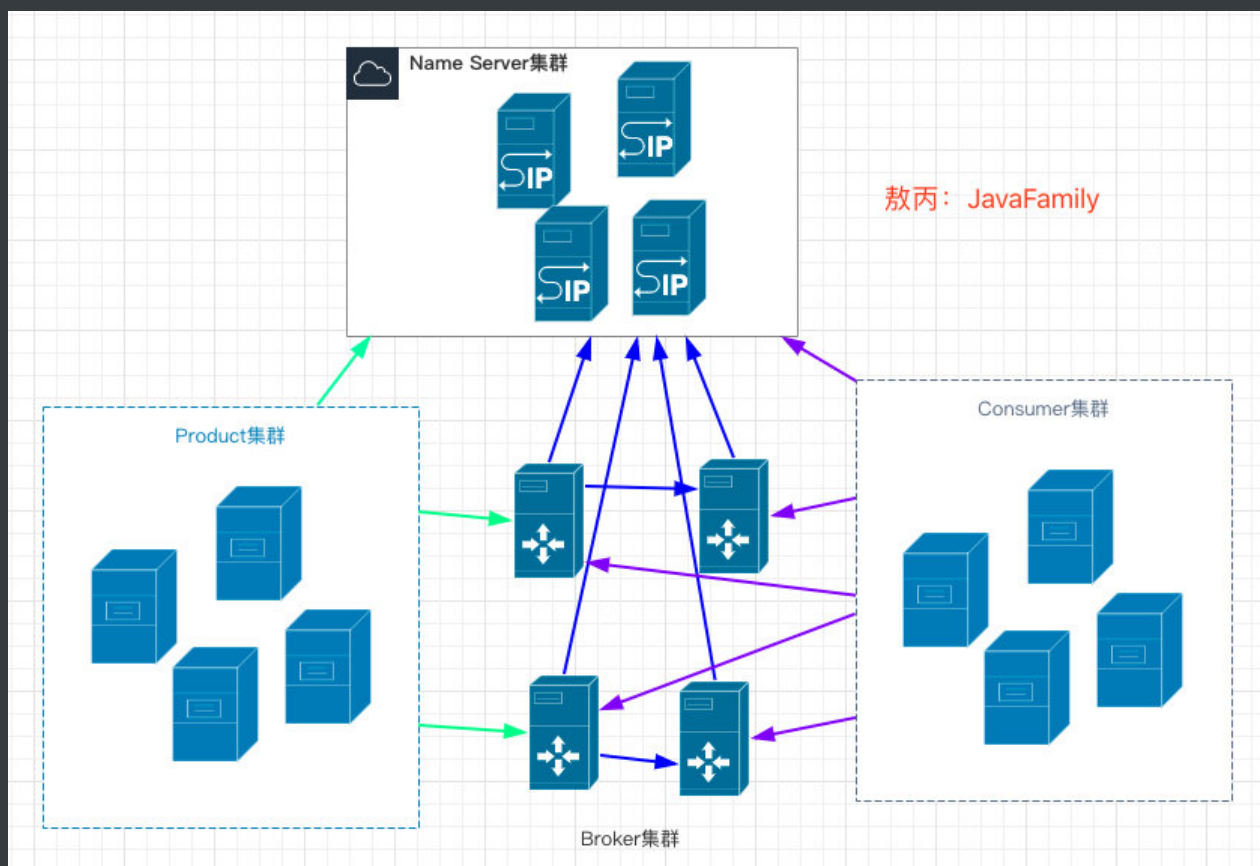 Name Server集群
IP
IP
IP
IP
敖丙：JavaFamily
Product集群
Consumer集群
Broker集群